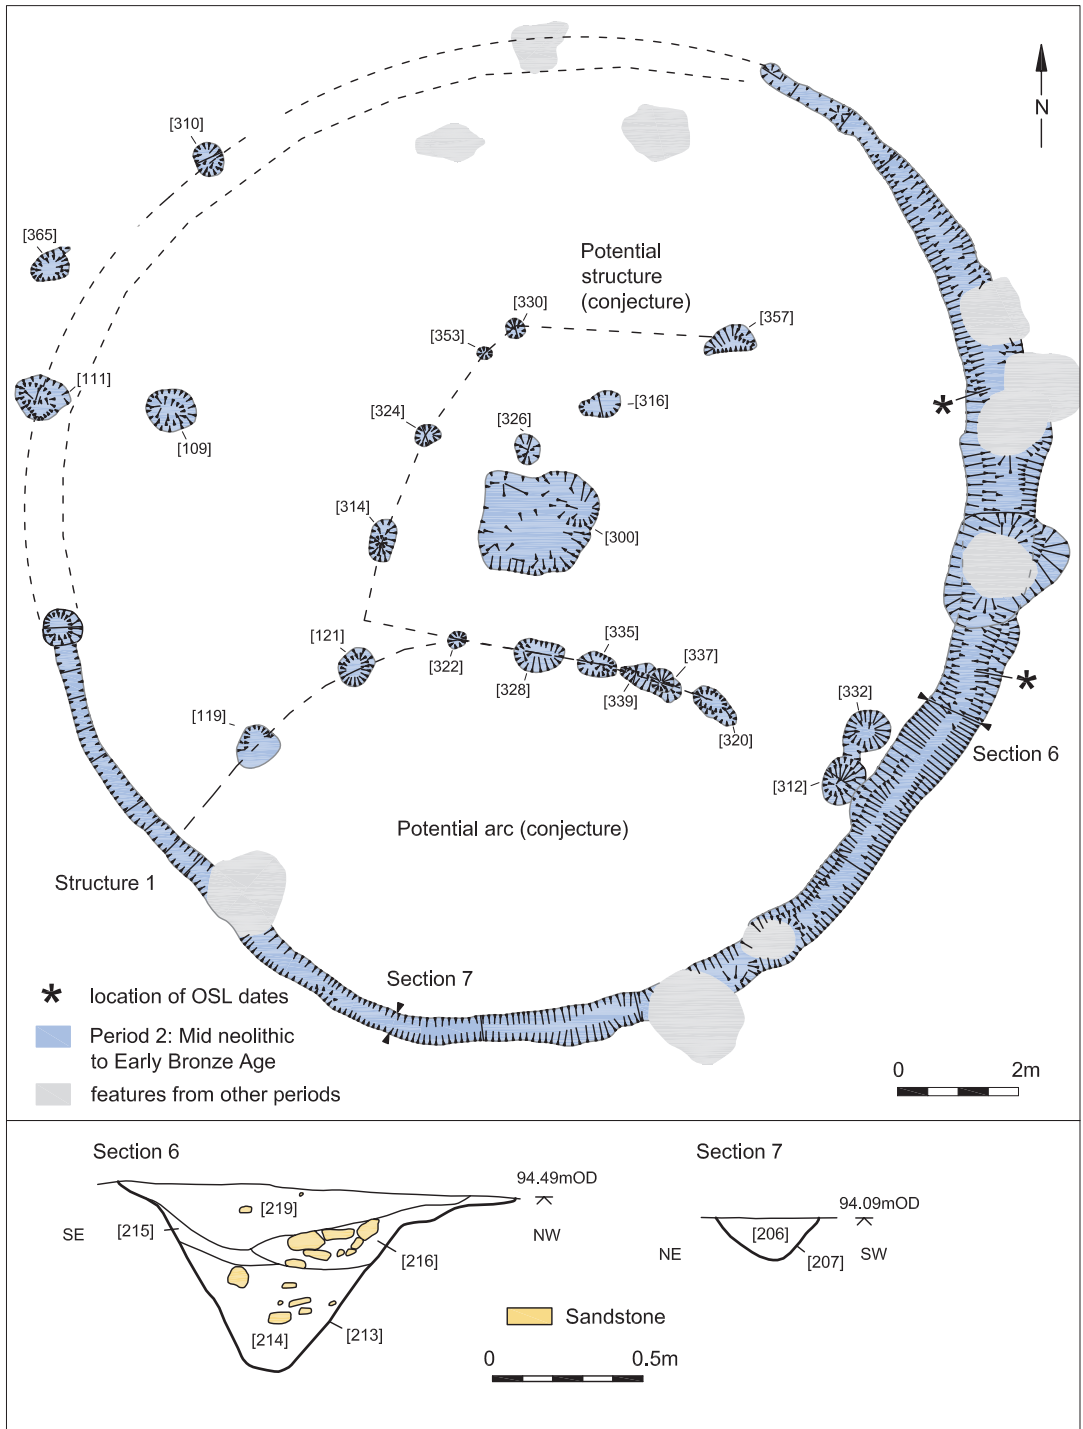 N
[310]
[365]
Potential
structure
(conjecture)
[330]
[357]
[353]
[111]
[316]
[324]
[326]
[109]
[314]
[300]
[121]
[335]
[337]
[322]
[328]
[339]
[332]
[119]
[320]
Section 6
[312]
Potential arc (conjecture)
Structure 1
Section 7
* location of OSL dates
Period 2: Mid neolithic
to Early Bronze Age
features from other periods
0 2m
Section 6
Section 7
94.49mOD
94.09mOD
[219]
[215]
SE
NW
[206]
[216]
NE
SW
[207]
Sandstone
[214]
[213]
0 0.5m